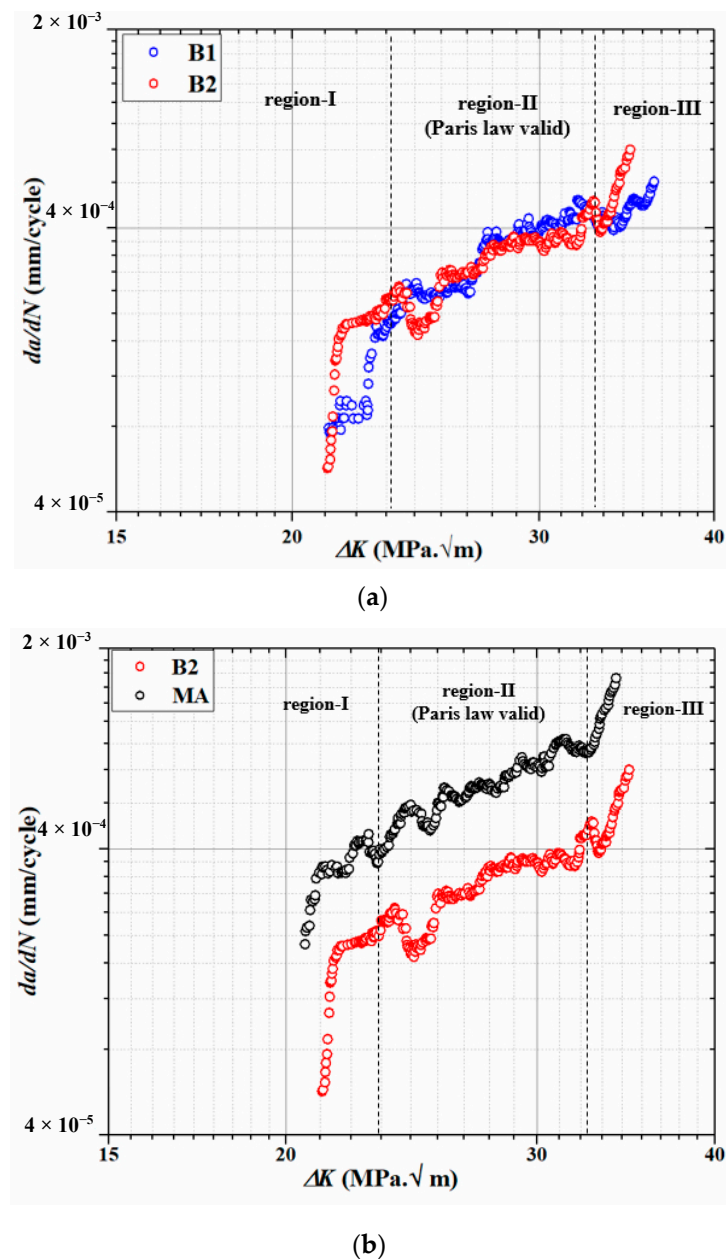 2 × 10⁻³
B1
B2
region-I
region-II
(Paris law valid)
region-III
4 × 10⁻⁴
da/dN (mm/cycle)
4 × 10⁻⁵
15
20
30
40
ΔK (MPa.√m)
(a)
2 × 10⁻³
B2
MA
region-I
region-II
(Paris law valid)
region-III
4 × 10⁻⁴
da/dN (mm/cycle)
4 × 10⁻⁵
15
20
30
40
ΔK (MPa.√ m)
(b)